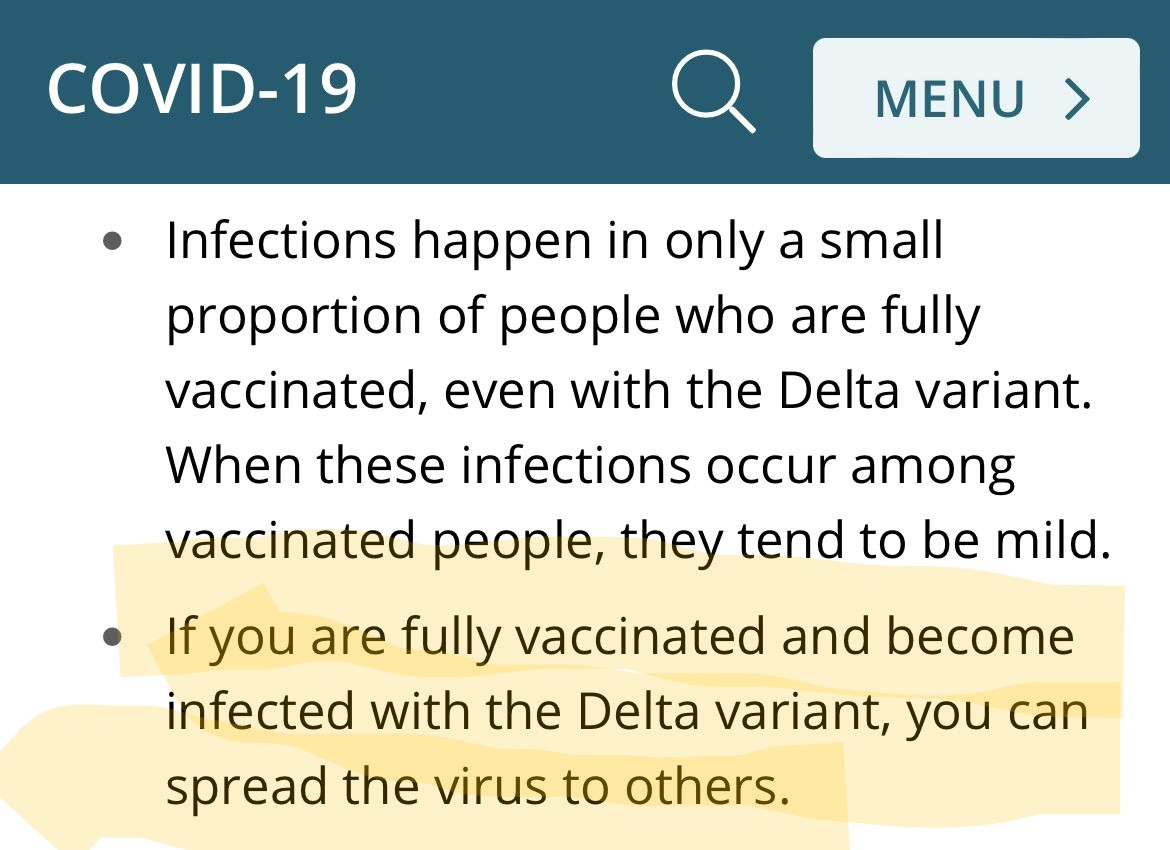 COVID-19
MENU
Infections happen in only a small
proportion of people who are fully
vaccinated, even with the Delta variant.
When these infections occur among
vaccinated people, they tend to be mild.
If you are fully vaccinated and become
infected with the Delta variant, you can
spread the virus to others.